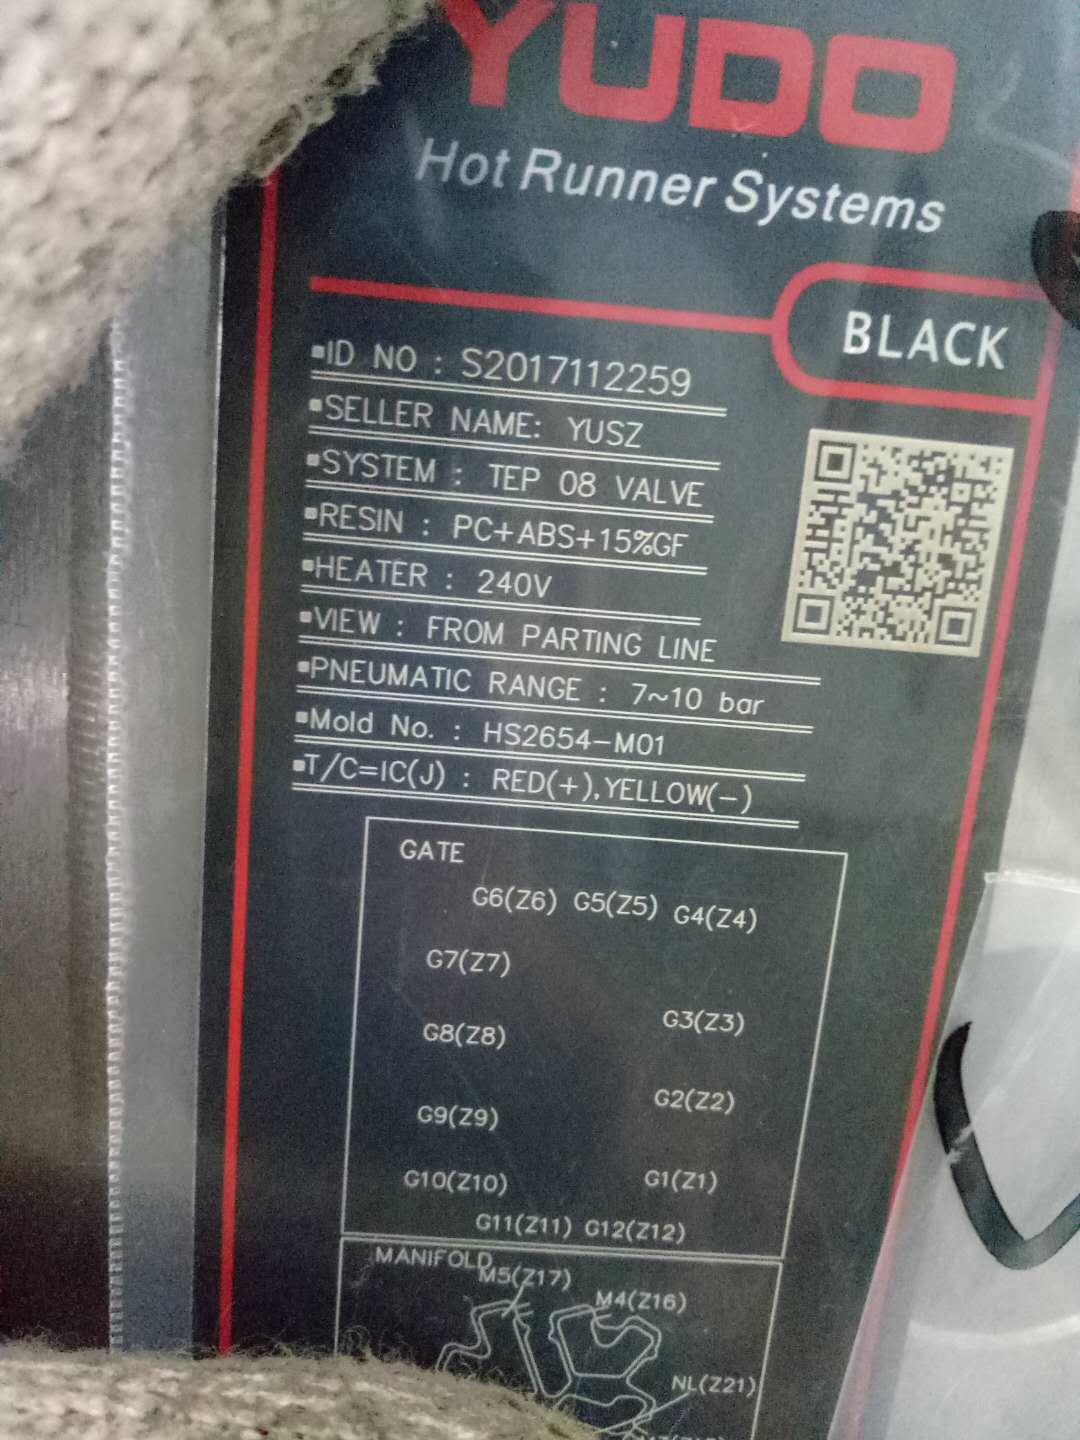 YUDO
Hot Runner Systems
BLACK
ID NO : S2017112259
SELLER NAME: YUSZ
SYSTEM : TEP 08 VALVE
RESIN : PC+ABS+15%GF
HEATER : 240V
VIEW : FROM PARTING LINE
PNEUMATIC RANGE : 7~10 bar
Mold No. : HS2654-M01
T/C=IC(J) : RED(+),YELLOW(-)
GATE
G6(Z6) G5(Z5) G4(Z4)
G7(Z7)
G3(Z3)
G8(Z8)
G2(Z2)
G9(Z9)
G10(Z10) G1(Z1)
G11(Z11) G12(Z12)
MANIFOLD
M5(Z17)
M4(Z16)
NL(Z21)